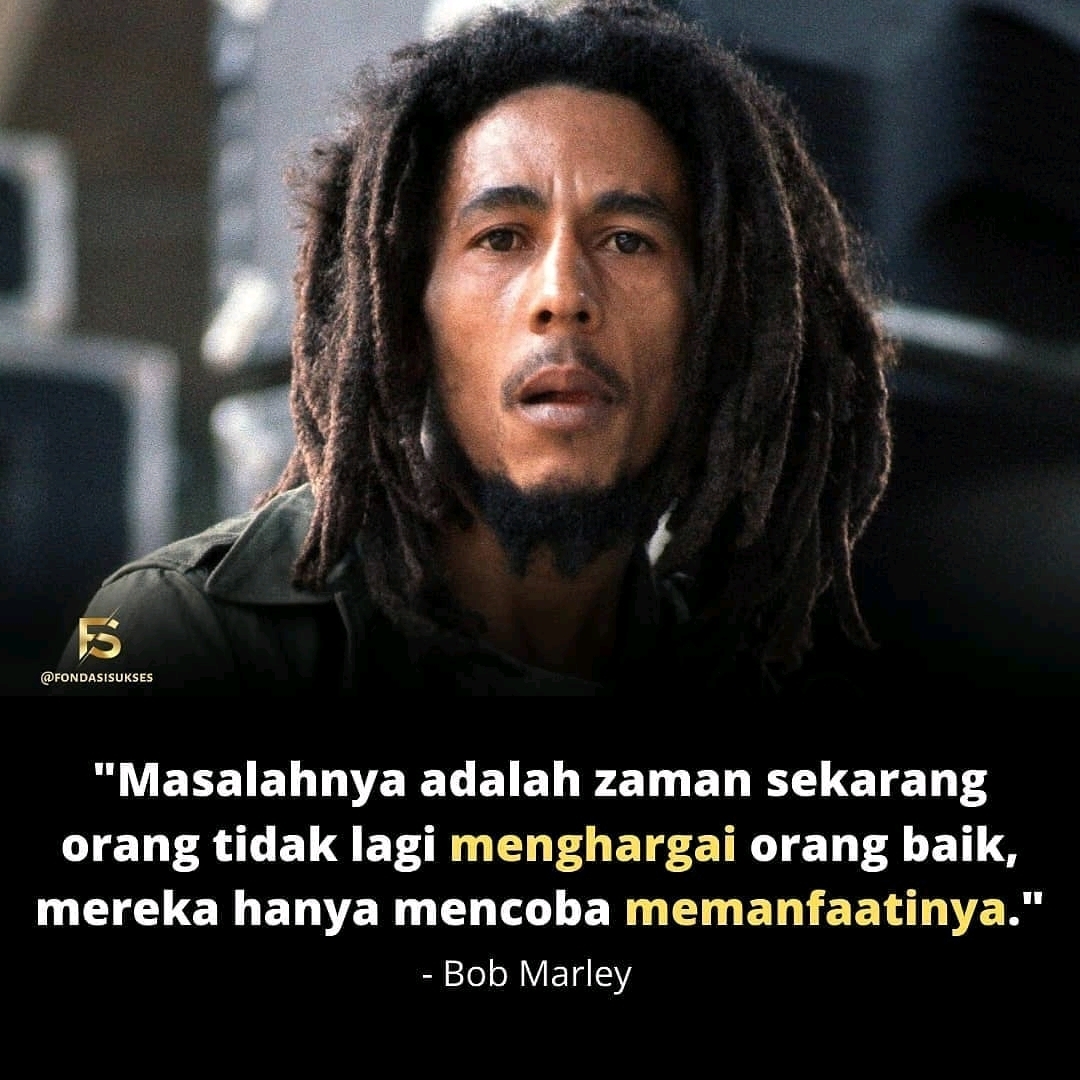 FS
@FONDASISUKSES
"Masalahnya adalah zaman sekarang
orang tidak lagi menghargai orang baik,
mereka hanya mencoba memanfaatinya."
- Bob Marley